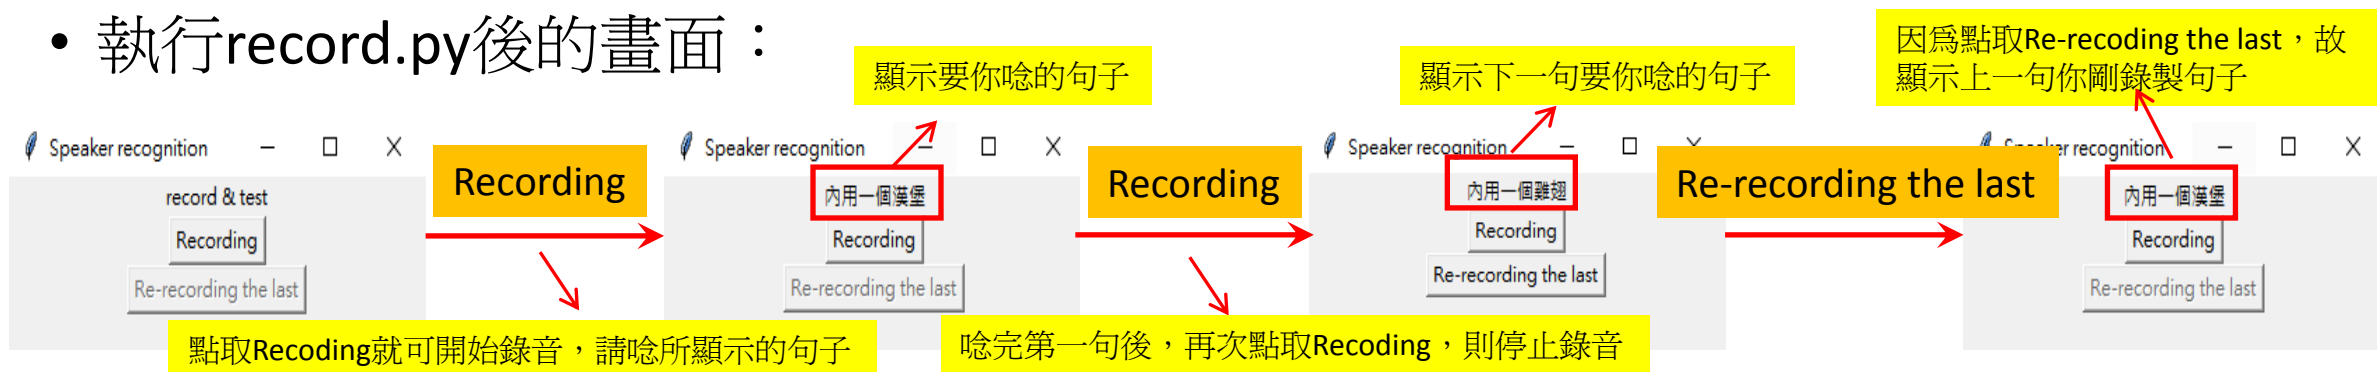 • 執行record.py後的畫面：
顯示要你唸的句子
顯示下一句要你唸的句子
因為點取Re-recoding the last，故
顯示上一句你剛錄製句子
Speaker recognition
record & test
Recording
Re-recording the last
Recording
點取Recoding就可開始錄音，請唸所顯示的句子
Speaker recognition
內用一個漢堡
Recording
Re-recording the last
Recording
唸完第一句後，再次點取Recoding，則停止錄音
Speaker recognition
內用一個雞翅
Recording
Re-recording the last
Re-recording the last
Speaker recognition
內用一個漢堡
Recording
Re-recording the last